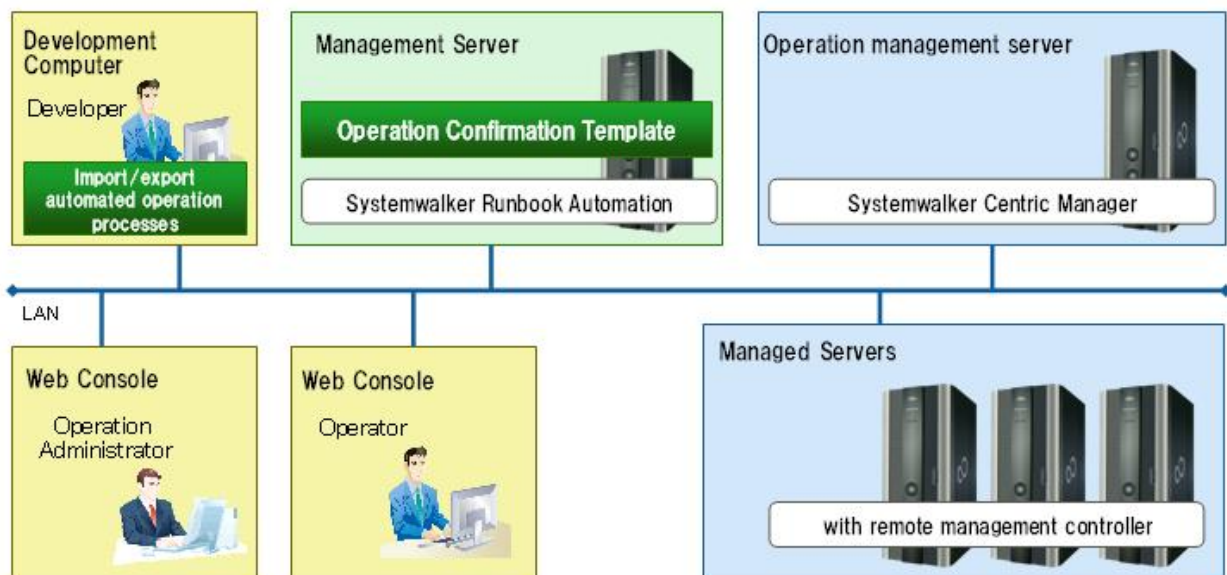 Development
Computer
Developer
Import/export
automated operation
processes
Management Server
Operation Confirmation Template
Systemwalker Runbook Automation
Operation management server
Systemwalker Centric Manager
LAN
Web Console
Operation
Administrator
Web Console
Operator
Managed Servers
with remote management controller